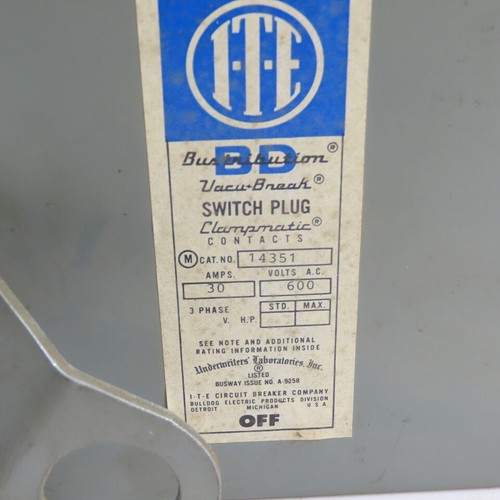 I-T-E
BD
Bustribution®
Vacu-Break®
SWITCH PLUG
Clampmatic®
CONTACTS
M CAT. NO. 14351
AMPS. VOLTS A.C.
30 600
STD. MAX.
3 PHASE
V. H.P.
SEE NOTE AND ADDITIONAL
RATING INFORMATION INSIDE
Underwriters' Laboratories, Inc.
®
LISTED
BUSWAY ISSUE NO. A-9258
I-T-E CIRCUIT BREAKER COMPANY
BULLDOG ELECTRIC PRODUCTS DIVISION
DETROIT MICHIGAN U.S.A.
OFF